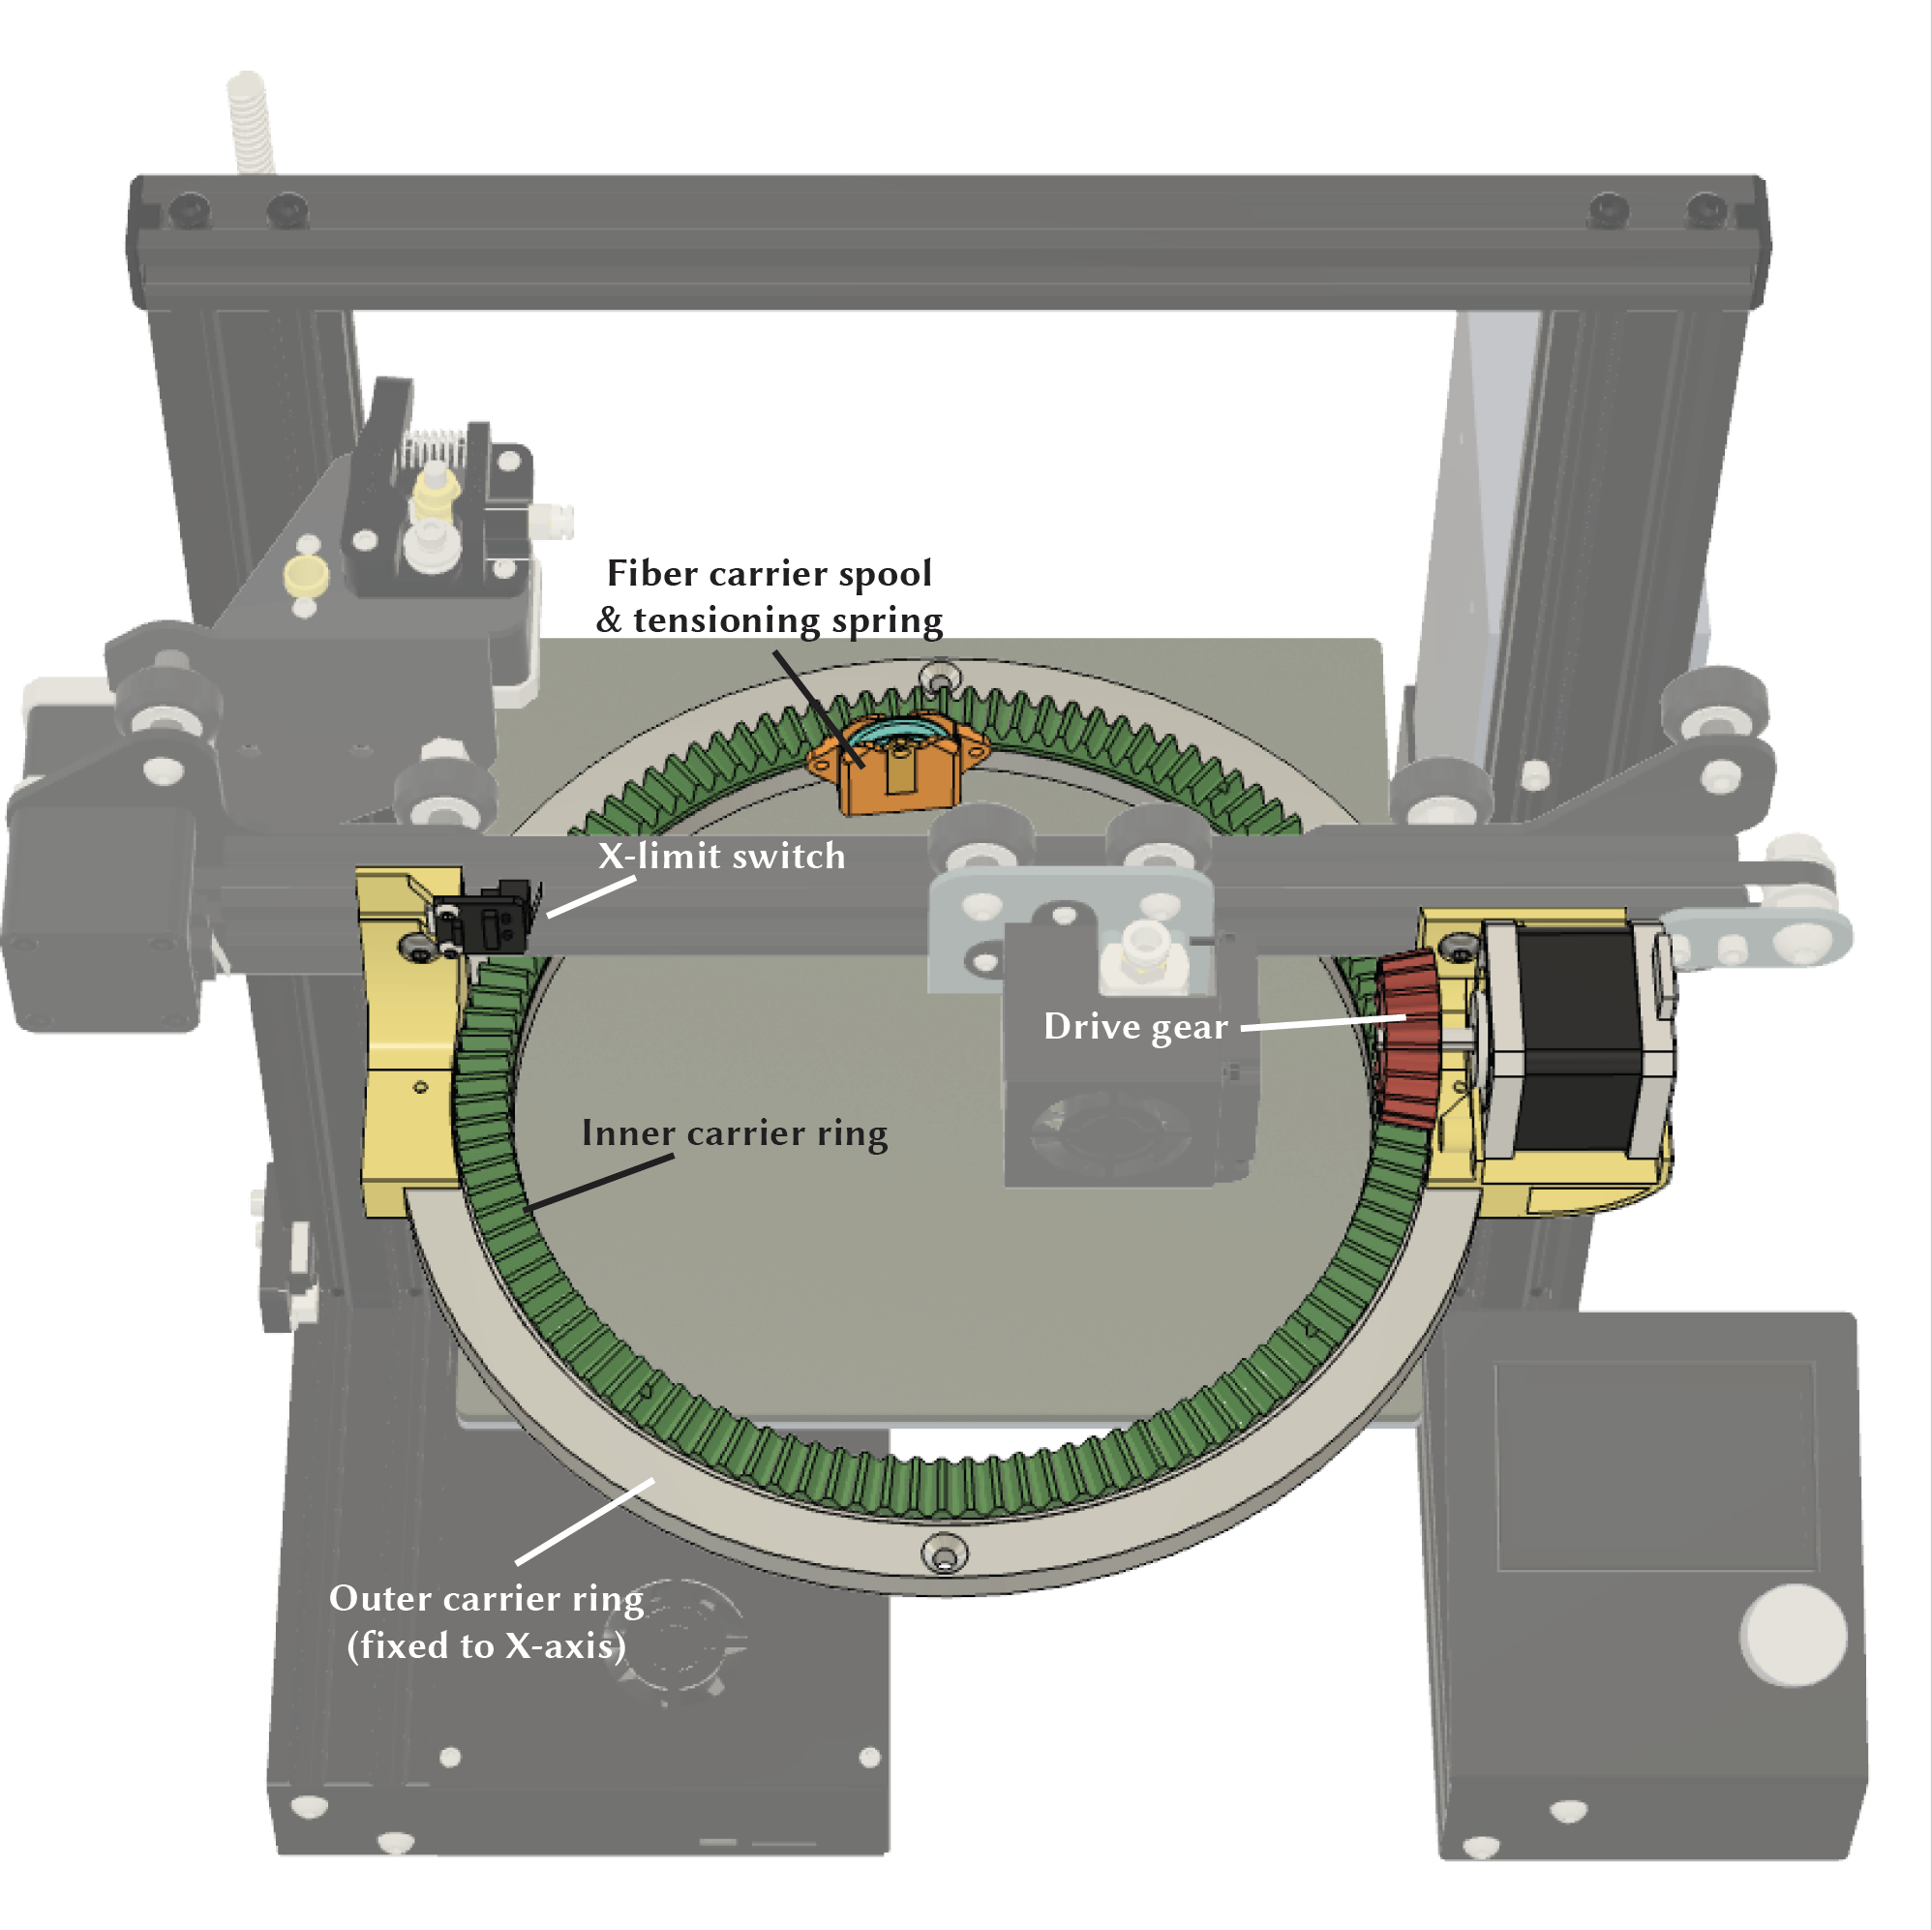 Fiber carrier spool
& tensioning spring
X-limit switch
Drive gear
Inner carrier ring
Outer carrier ring
(fixed to X-axis)